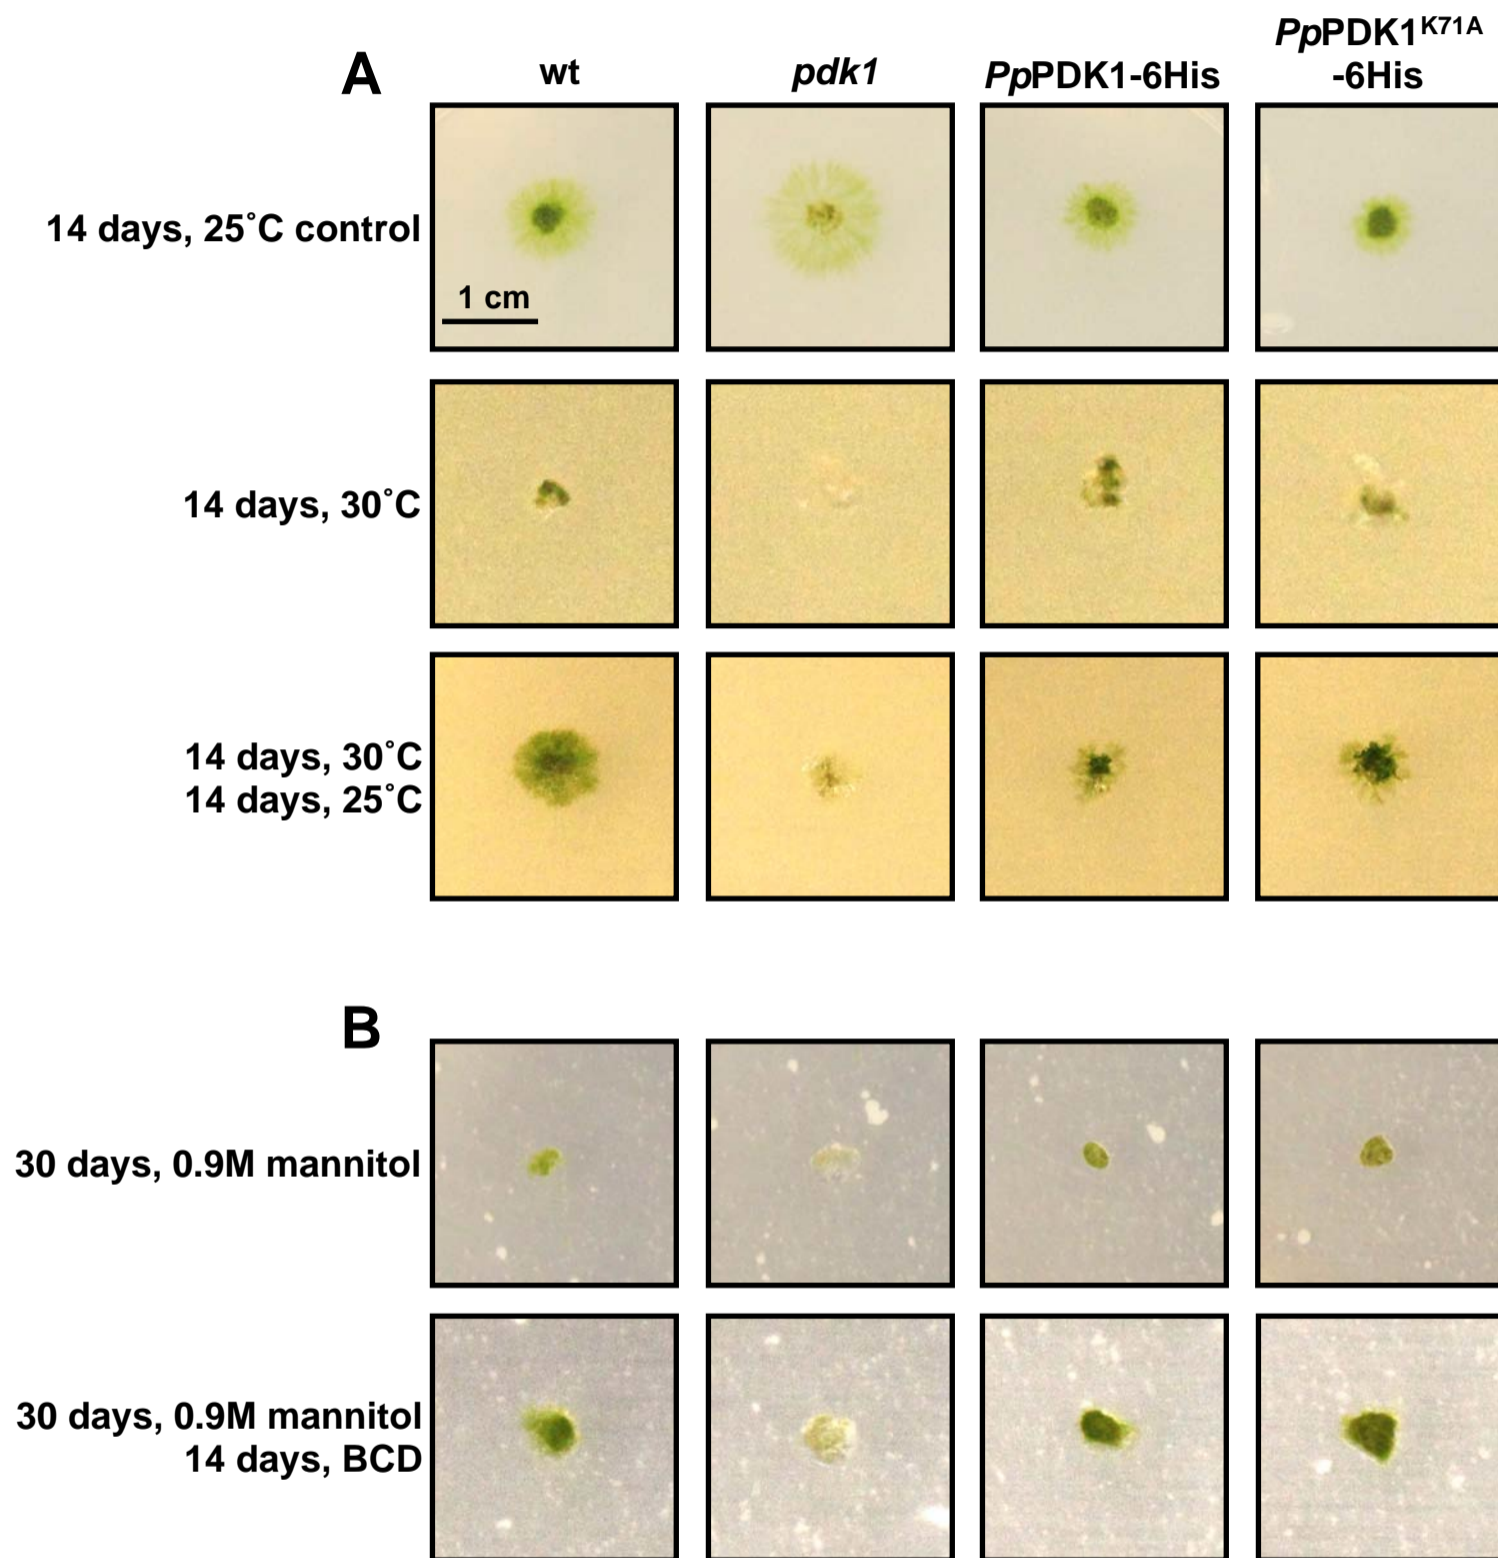 A
wt
pdk1
PpPDK1-6His
PpPDK1K71A
-6His
14 days, 25˚C control
1 cm
14 days, 30˚C
14 days, 30˚C
14 days, 25˚C
B
30 days, 0.9M mannitol
30 days, 0.9M mannitol
14 days, BCD